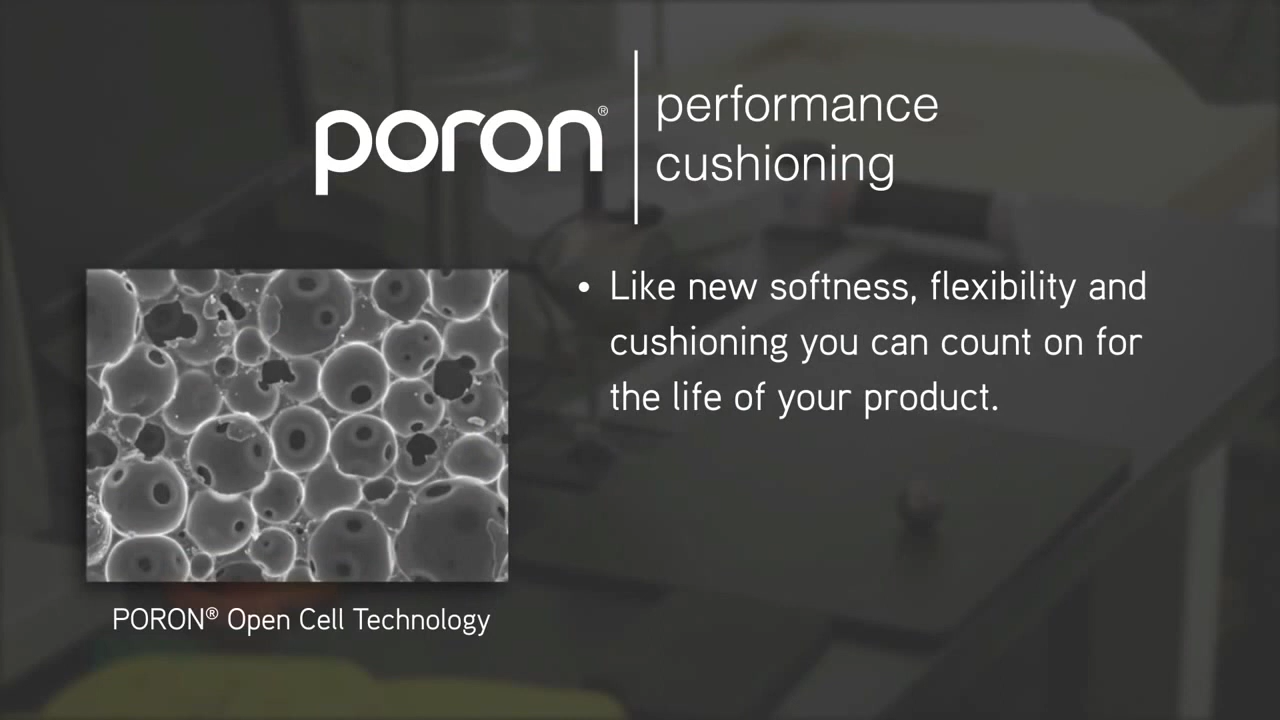 poron®
performance
cushioning
• Like new softness, flexibility and
cushioning you can count on for
the life of your product.
PORON® Open Cell Technology